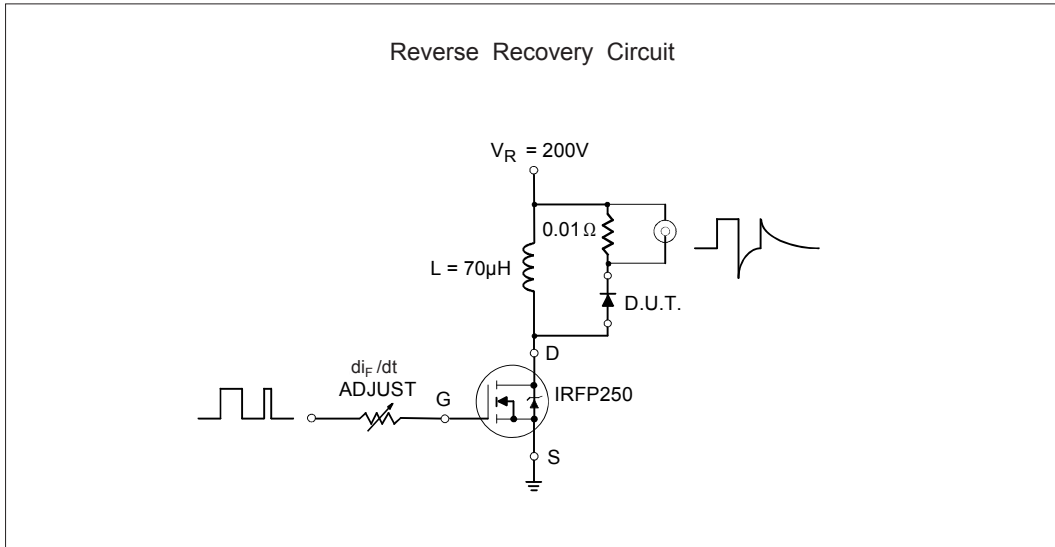 Reverse Recovery Circuit
V_R = 200V
0.01 Ω
L = 70µH
D.U.T.
D
di_F/dt
ADJUST
G
IRFP250
S